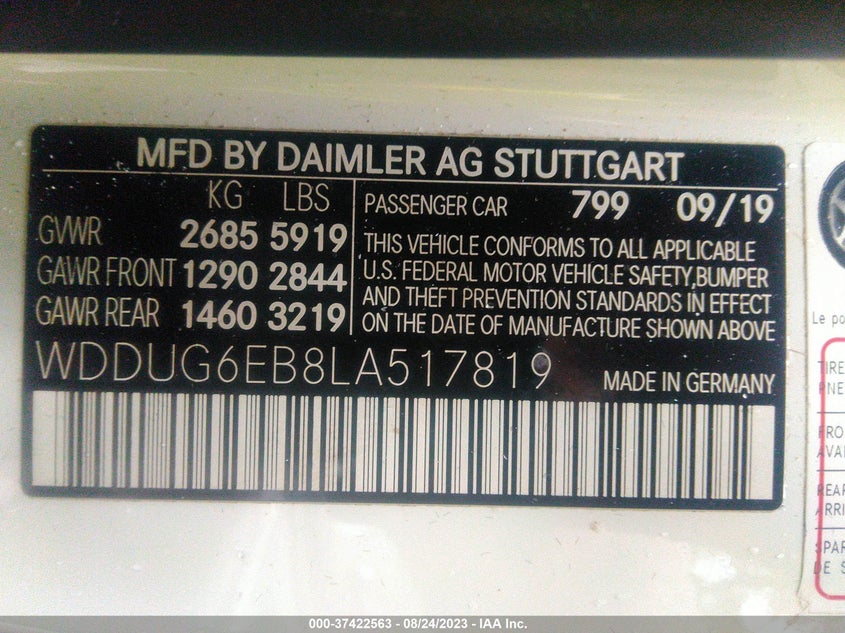 MFD BY DAIMLER AG STUTTGART
KG LBS
GVWR 2685 5919
GAWR FRONT 1290 2844
GAWR REAR 1460 3219
PASSENGER CAR 799 09/19
THIS VEHICLE CONFORMS TO ALL APPLICABLE
U.S. FEDERAL MOTOR VEHICLE SAFETY, BUMPER
AND THEFT PREVENTION STANDARDS IN EFFECT
ON THE DATE OF MANUFACTURE SHOWN ABOVE
WDDUG6EB8LA517819 MADE IN GERMANY
Le
TIRE
DE
000-37422563 - 08/24/2023 - IAA Inc.